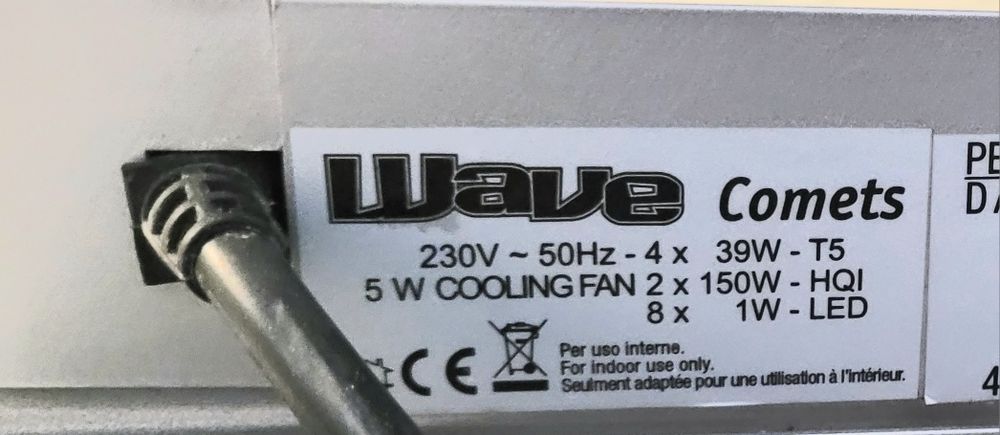 Wave Comets
230V ~ 50Hz - 4 x 39W - T5
5 W COOLING FAN 2 x 150W - HQI
8 x 1W - LED
CE
Per uso interne.
For indoor use only.
Seulment adaptée pour une utilisation à l'intérieur.
4